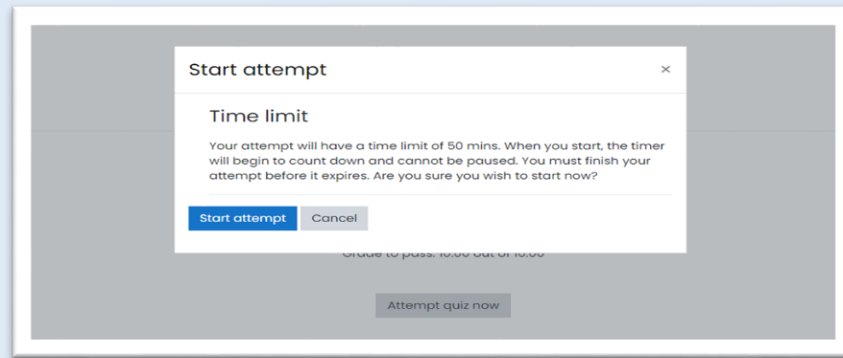 Start attempt ×
Time limit
Your attempt will have a time limit of 50 mins. When you start, the timer
will begin to count down and cannot be paused. You must finish your
attempt before it expires. Are you sure you wish to start now?
Start attempt Cancel
Grade to pass: 10.00 out of 10.00
Attempt quiz now